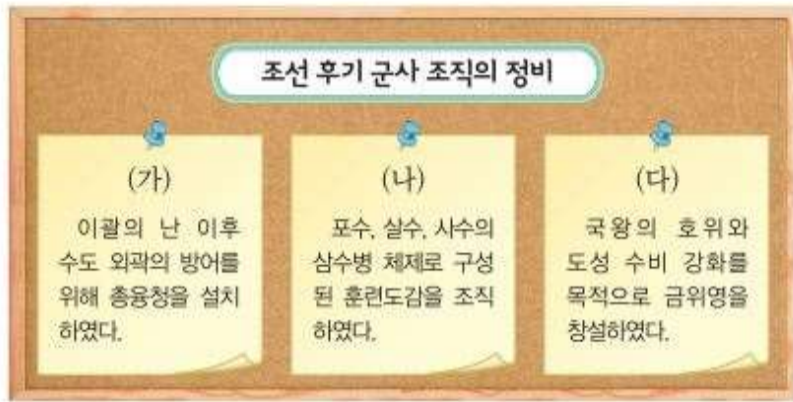 조선 후기 군사 조직의 정비
(가)
이괄의 난 이후
수도 외곽의 방어를
위해 총융청을 설치
하였다.
(나)
포수, 살수, 사수의
삼수병 체제로 구성
된 훈련도감을 조직
하였다.
(다)
국왕의 호위와
도성 수비 강화를
목적으로 금위영을
창설하였다.